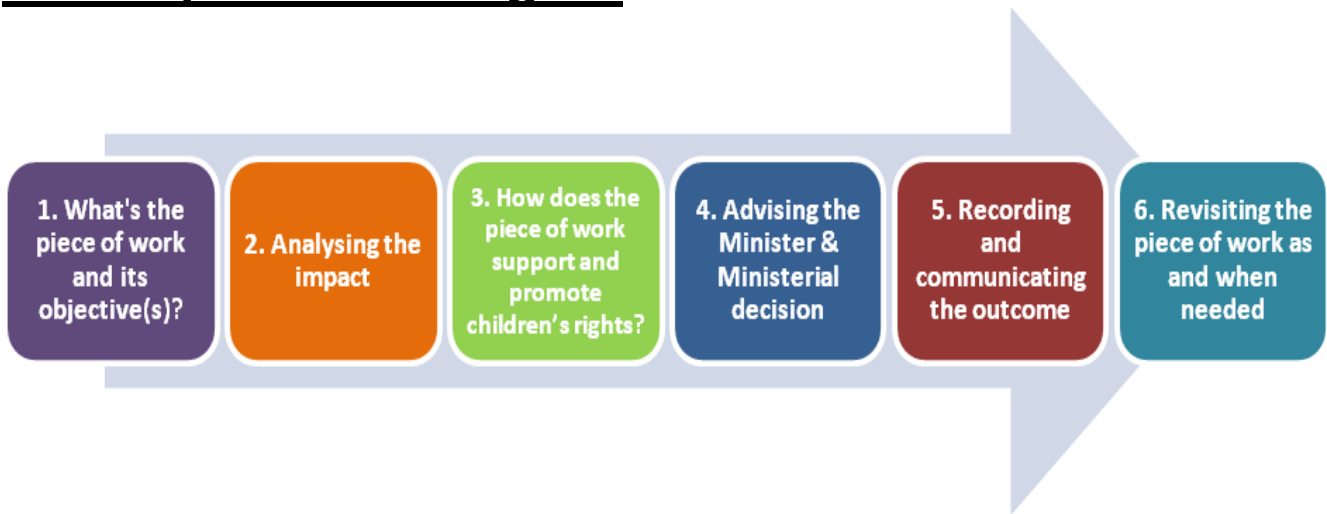 1. What's the
piece of work
and its
objective(s)?
2. Analysing the
impact
3. How does the
piece of work
support and
promote
children’s rights?
4. Advising the
Minister &
Ministerial
decision
5. Recording
and
communicating
the outcome
6. Revisiting the
piece of work as
and when
needed